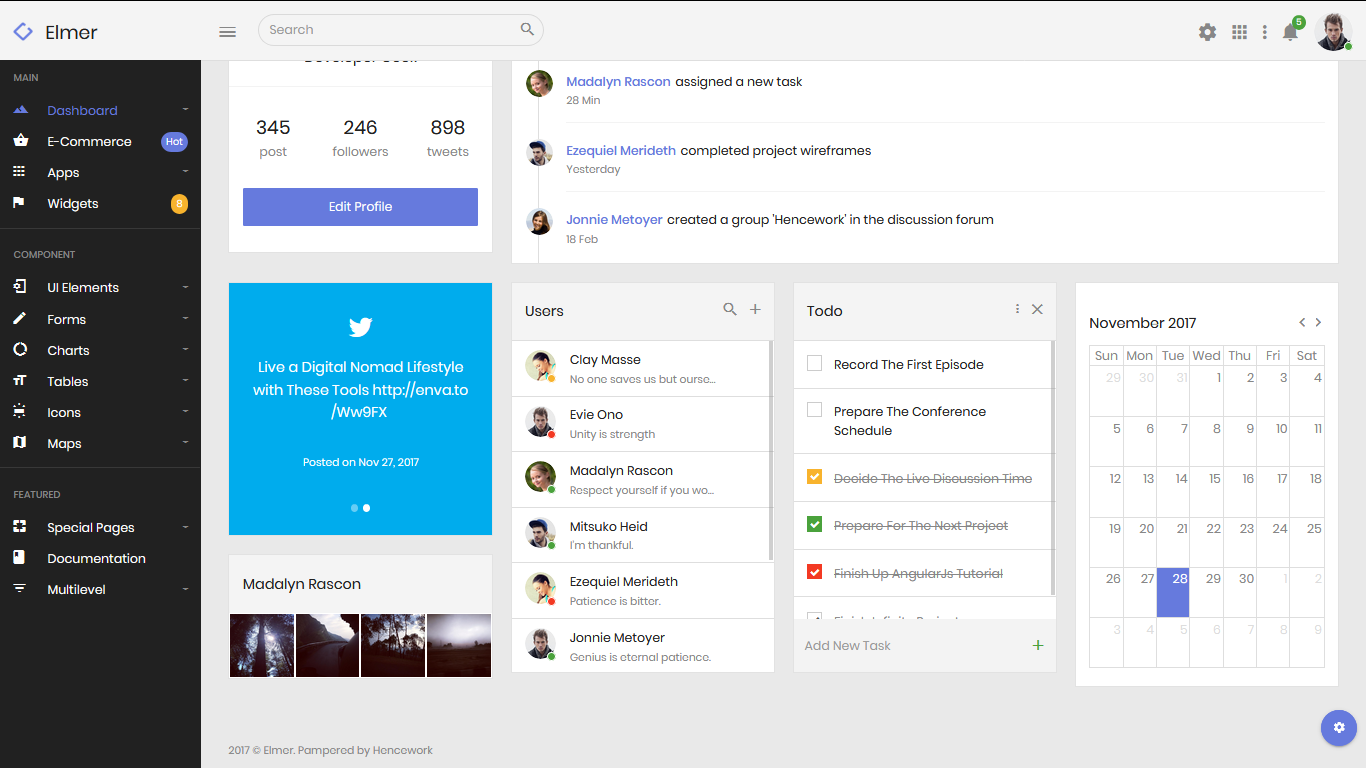 Elmer
Search
5
MAIN
Dashboard
E-Commerce
Hot
Apps
Widgets
8
COMPONENT
UI Elements
Forms
Charts
Tables
Icons
Maps
FEATURED
Special Pages
Documentation
Multilevel
345
246
898
post
followers
tweets
Edit Profile
Madalyn Rascon assigned a new task
28 Min
Ezequiel Merideth completed project wireframes
Yesterday
Jonnie Metoyer created a group 'Hencework' in the discussion forum
18 Feb
Live a Digital Nomad Lifestyle
with These Tools http://enva.to
/Ww9FX
Posted on Nov 27, 2017
Madalyn Rascon
Users
Clay Masse
No one saves us but ourse...
Evie Ono
Unity is strength
Madalyn Rascon
Respect yourself if you wo...
Mitsuko Heid
I'm thankful.
Ezequiel Merideth
Patience is bitter.
Jonnie Metoyer
Genius is eternal patience.
Todo
Record The First Episode
Prepare The Conference
Schedule
Decide The Live Discussion Time
Prepare For The Next Project
Finish Up AngularJs Tutorial
Add New Task
November 2017
Sun Mon Tue Wed Thu Fri Sat
29 30 31 1 2 3 4
5 6 7 8 9 10 11
12 13 14 15 16 17 18
19 20 21 22 23 24 25
26 27 28 29 30 1 2
3 4 5 6 7 8 9
2017 © Elmer. Pampered by Hencework